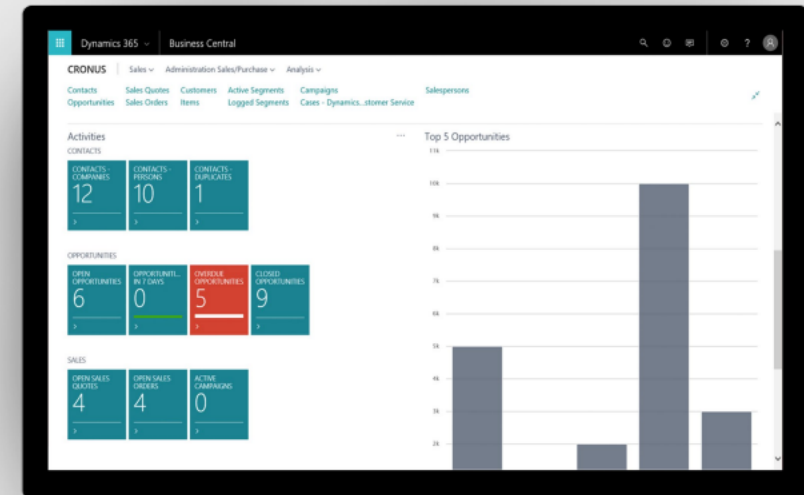 Dynamics 365 Business Central ?
CRONUS Sales Administration Sales/Purchase Analysis
Contacts Sales Quotes Customers Active Segments Campaigns Salespersons
Opportunities Sales Orders Items Logged Segments Cases - Dynamics...stomer Service
Activities ...
CONTACTS
CONTACTS - COMPANIES
12
CONTACTS - PERSONS
10
CONTACTS - DUPLICATES
1
OPPORTUNITIES
OPEN OPPORTUNITIES
6
OPPORTUNITI... IN 7 DAYS
0
OVERDUE OPPORTUNITIES
5
CLOSED OPPORTUNITIES
9
SALES
OPEN SALES QUOTES
4
OPEN SALES ORDERS
4
ACTIVE CAMPAIGNS
0
Top 5 Opportunities
11k
10k
9k
8k
7k
6k
5k
4k
3k
2k